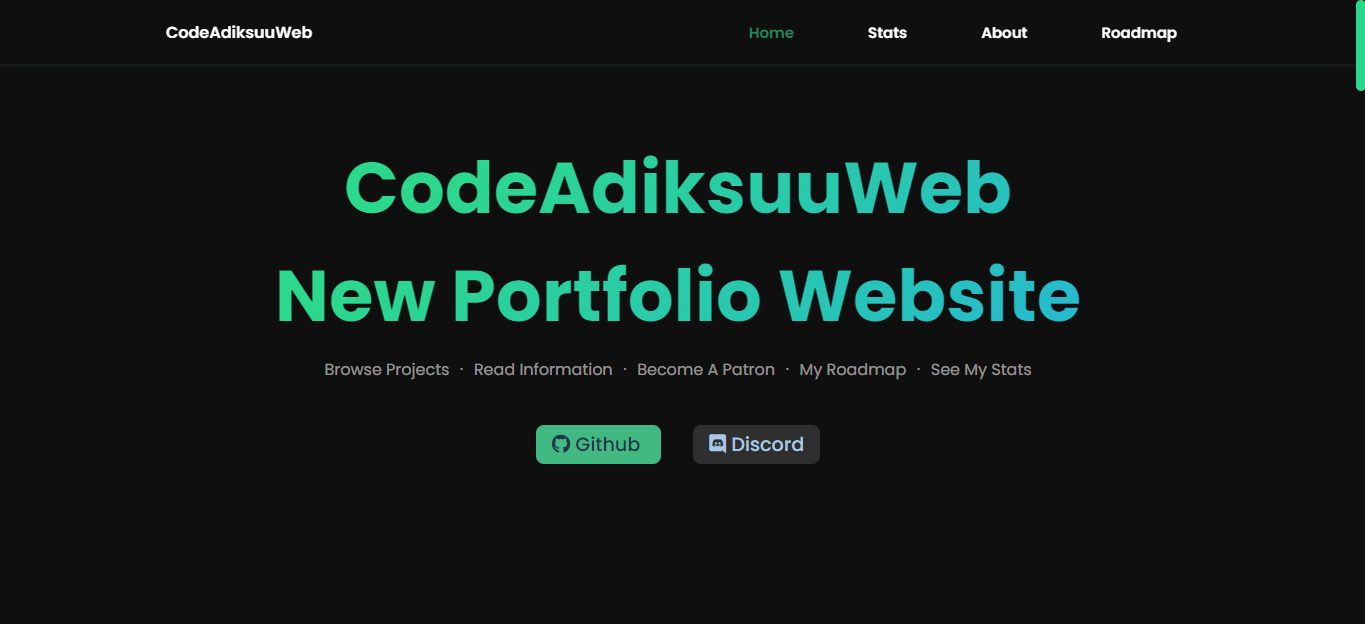 CodeAdiksuuWeb Home Stats About Roadmap
CodeAdiksuuWeb
New Portfolio Website
Browse Projects · Read Information · Become A Patron · My Roadmap · See My Stats
Github Discord